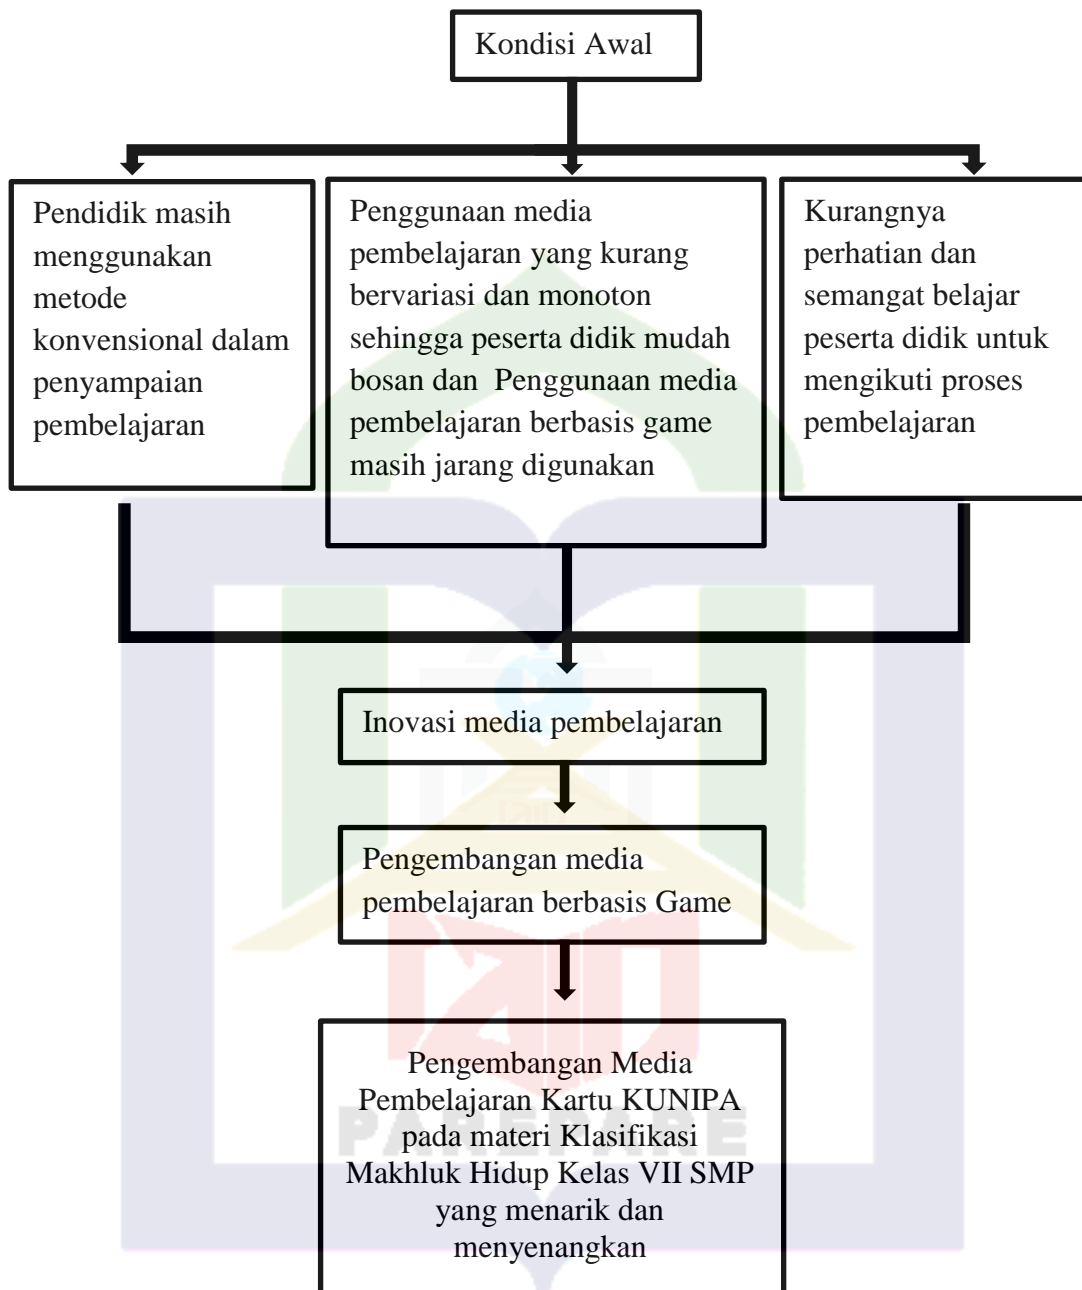 Kondisi Awal
Pendidik masih
menggunakan
metode
konvensional dalam
penyampaian
pembelajaran
Penggunaan media
pembelajaran yang kurang
bervariasi dan monoton
sehingga peserta didik mudah
bosan dan  Penggunaan media
pembelajaran berbasis game
masih jarang digunakan
Kurangnya
perhatian dan
semangat belajar
peserta didik untuk
mengikuti proses
pembelajaran
Inovasi media pembelajaran
Pengembangan media
pembelajaran berbasis Game
Pengembangan Media
Pembelajaran Kartu KUNIPA
pada materi Klasifikasi
Makhluk Hidup Kelas VII SMP
yang menarik dan
menyenangkan
PAREPARE